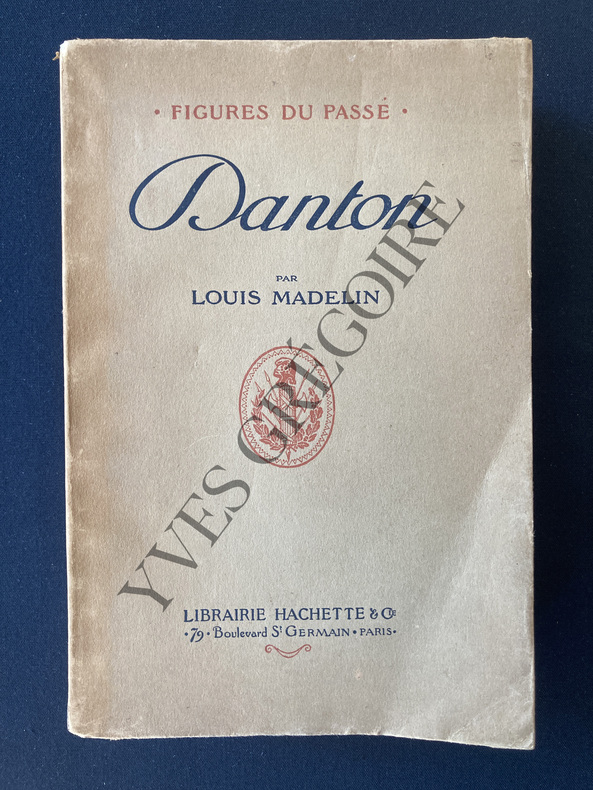 • FIGURES DU PASSÉ •
Danton
PAR
LOUIS MADELIN
YVES GRÉGOIRE
LIBRAIRIE HACHETTE & CIE
• 79 • Boulevard St GERMAIN • PARIS •